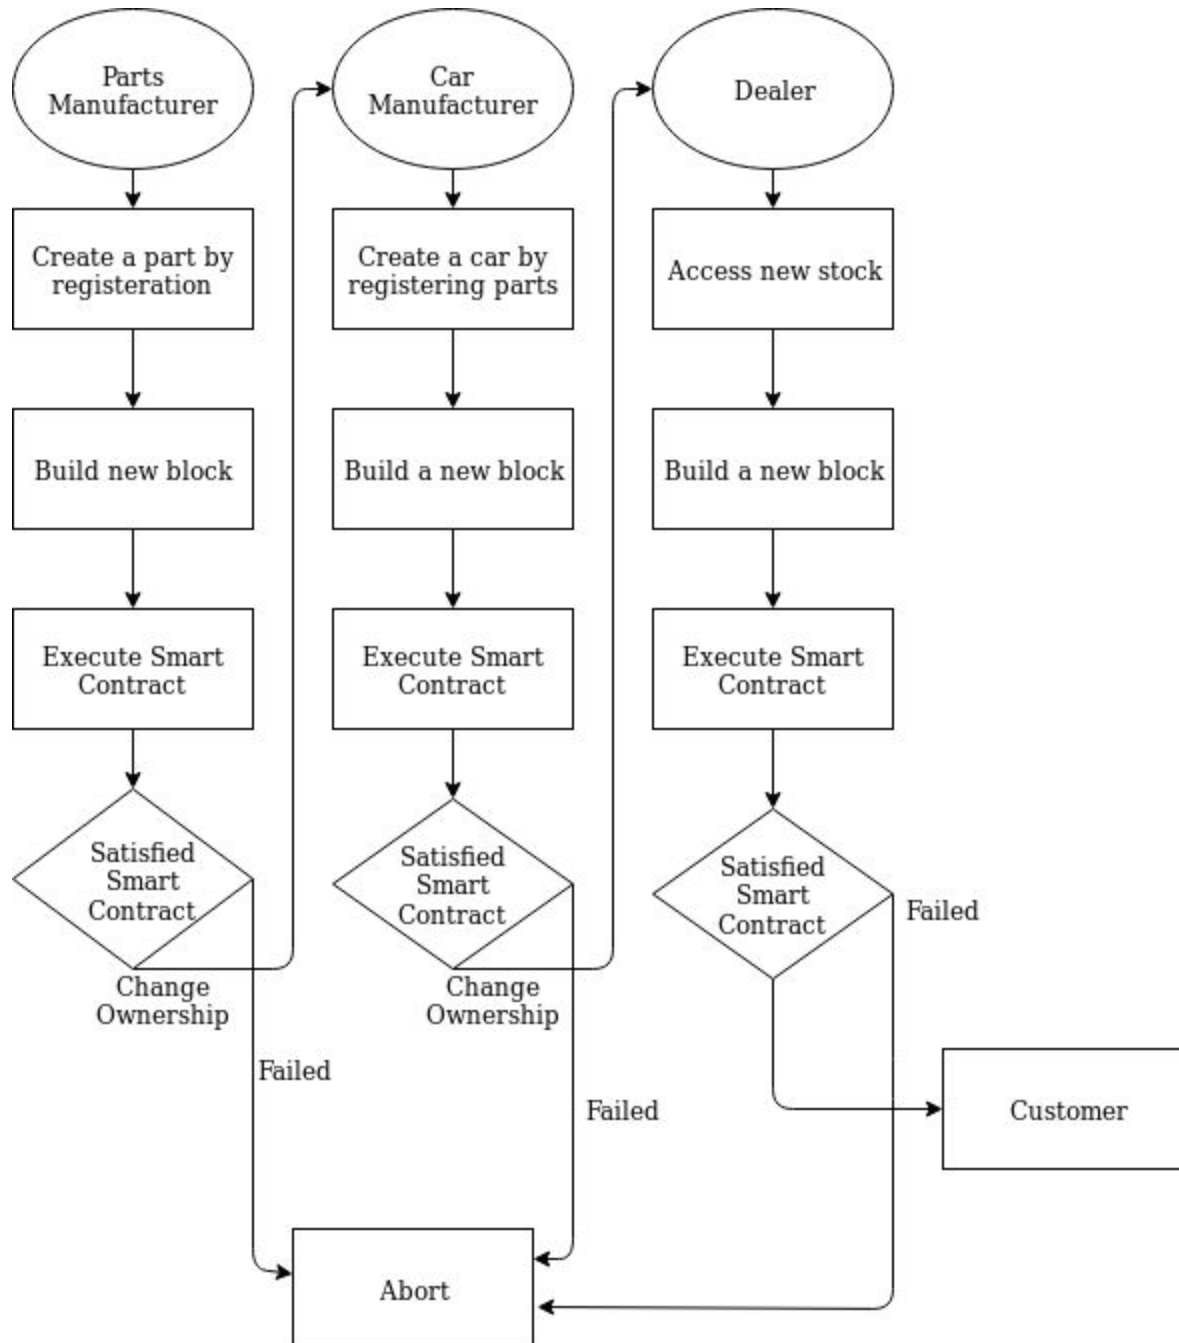 Parts
Manufacturer
Create a part by
registeration
Build new block
Execute Smart
Contract
Satisfied
Smart
Contract
Change
Ownership
Failed
Car
Manufacturer
Create a car by
registering parts
Build a new block
Execute Smart
Contract
Satisfied
Smart
Contract
Change
Ownership
Failed
Dealer
Access new stock
Build a new block
Execute Smart
Contract
Satisfied
Smart
Contract
Failed
Customer
Abort